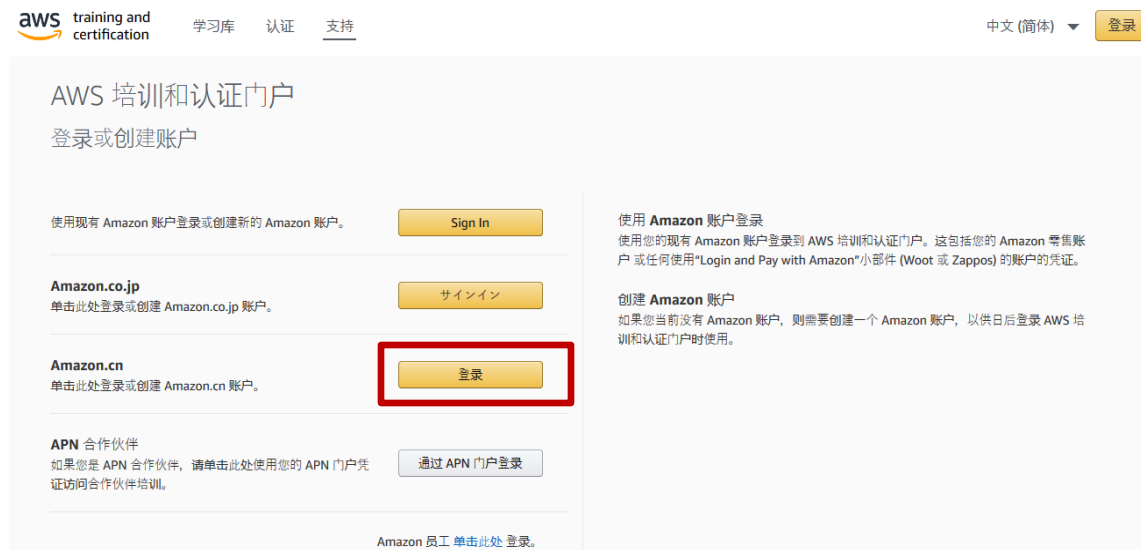 aws training and certification
学习库 认证 支持 中文 (简体) 登录
AWS 培训和认证门户
登录或创建账户
使用现有 Amazon 账户登录或创建新的 Amazon 账户。 Sign In
Amazon.co.jp
单击此处登录或创建 Amazon.co.jp 账户。 サインイン
Amazon.cn
单击此处登录或创建 Amazon.cn 账户。 登录
APN 合作伙伴
如果您是 APN 合作伙伴，请单击此处使用您的 APN 门户凭
证访问合作伙伴培训。 通过 APN 门户登录
Amazon 员工 单击此处 登录。
使用 Amazon 账户登录
使用您的现有 Amazon 账户登录到 AWS 培训和认证门户。这包括您的 Amazon 零售账
户 或任何使用“Login and Pay with Amazon”小部件 (Woot 或 Zappos) 的账户的凭证。
创建 Amazon 账户
如果您当前没有 Amazon 账户，则需要创建一个 Amazon 账户，以供日后登录 AWS 培
训和认证门户时使用。